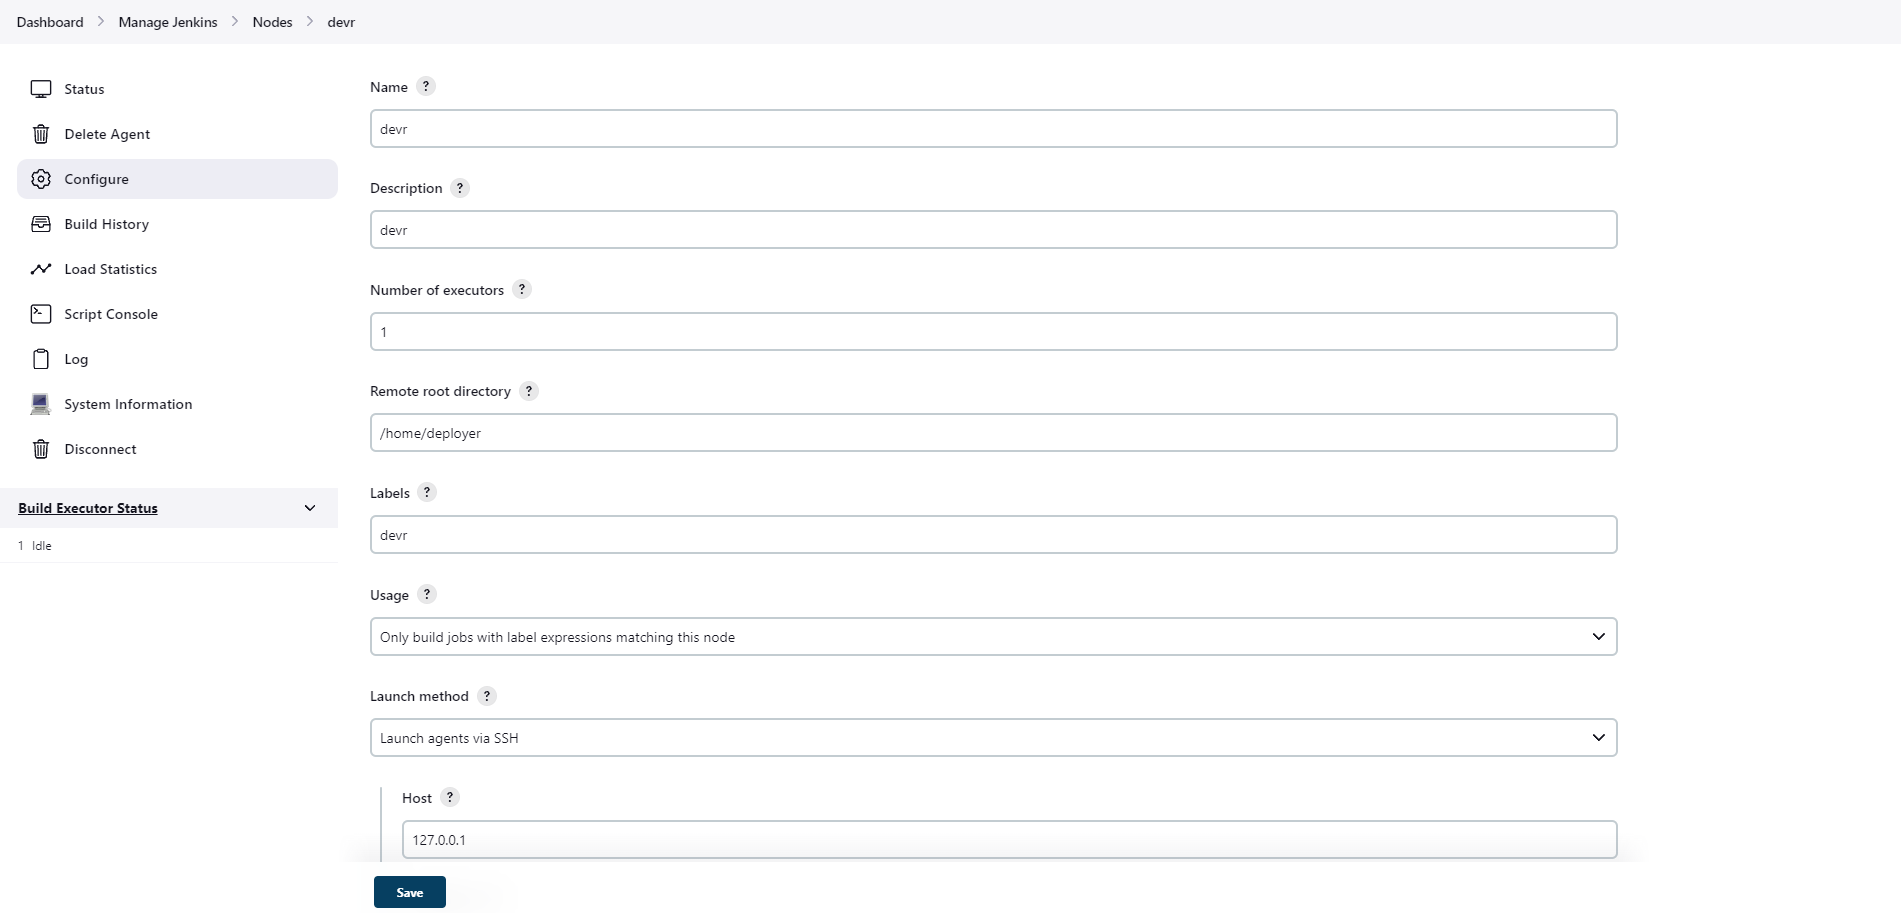 Dashboard > Manage Jenkins > Nodes > devr
Status
Delete Agent
Configure
Build History
Load Statistics
Script Console
Log
System Information
Disconnect
Build Executor Status
1 Idle
Name ?
devr
Description ?
devr
Number of executors ?
1
Remote root directory ?
/home/deployer
Labels ?
devr
Usage ?
Only build jobs with label expressions matching this node
Launch method ?
Launch agents via SSH
Host ?
127.0.0.1
Save